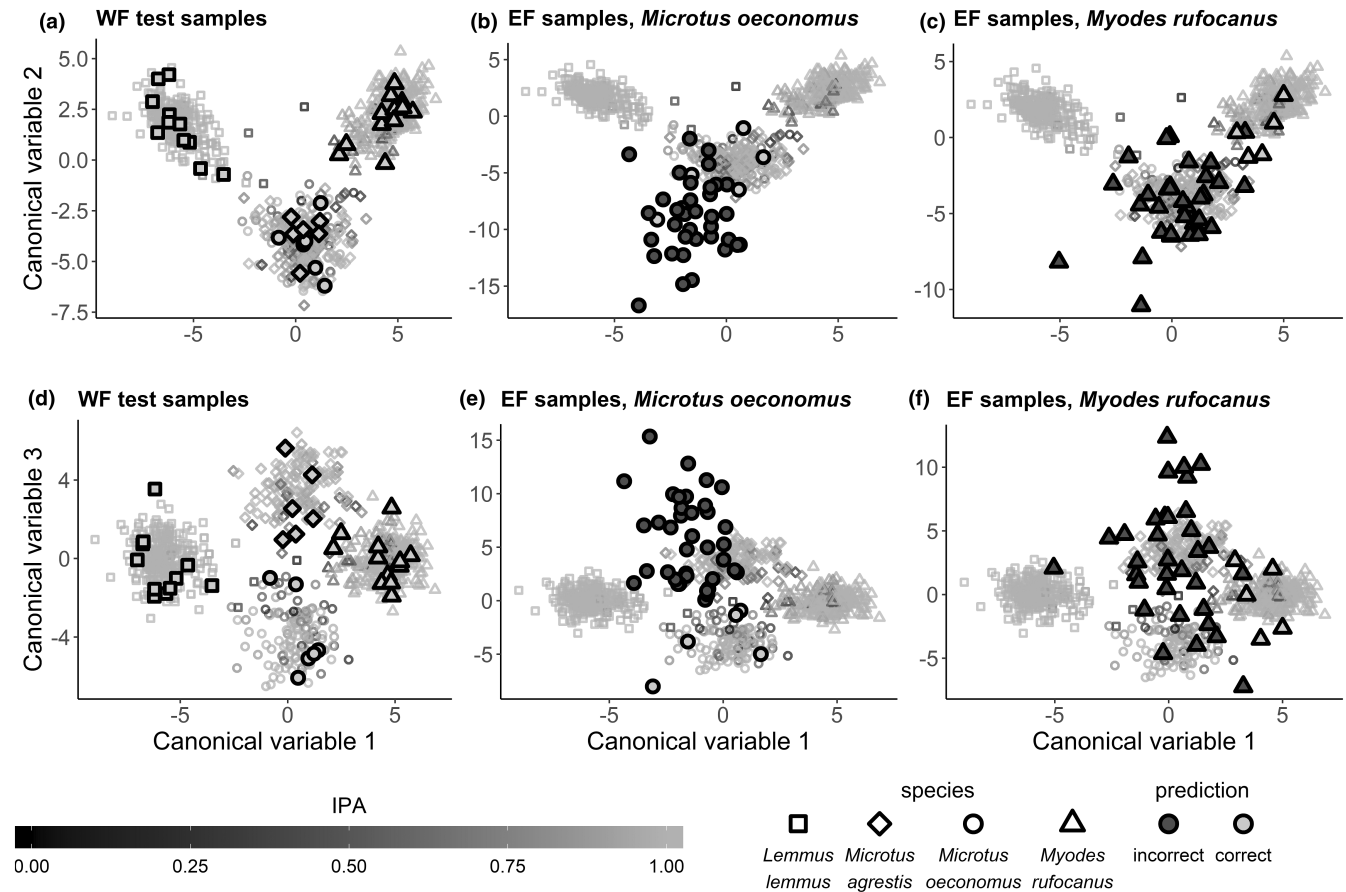 (a) WF test samples
(b) EF samples, Microtus oeconomus
(c) EF samples, Myodes rufocanus
Canonical variable 2
5.0
2.5
0.0
-2.5
-5.0
-7.5
-5 0 5
5
0
-5
-10
-15
-5 0 5
5
0
-5
-10
-5 0 5
(d) WF test samples
(e) EF samples, Microtus oeconomus
(f) EF samples, Myodes rufocanus
Canonical variable 3
4
0
-4
-5 0 5
Canonical variable 1
15
10
5
0
-5
-5 0 5
Canonical variable 1
10
5
0
-5
-5 0 5
Canonical variable 1
IPA
0.00 0.25 0.50 0.75 1.00
species
Lemmus lemmus
Microtus agrestis
Microtus oeconomus
Myodes rufocanus
prediction
incorrect correct